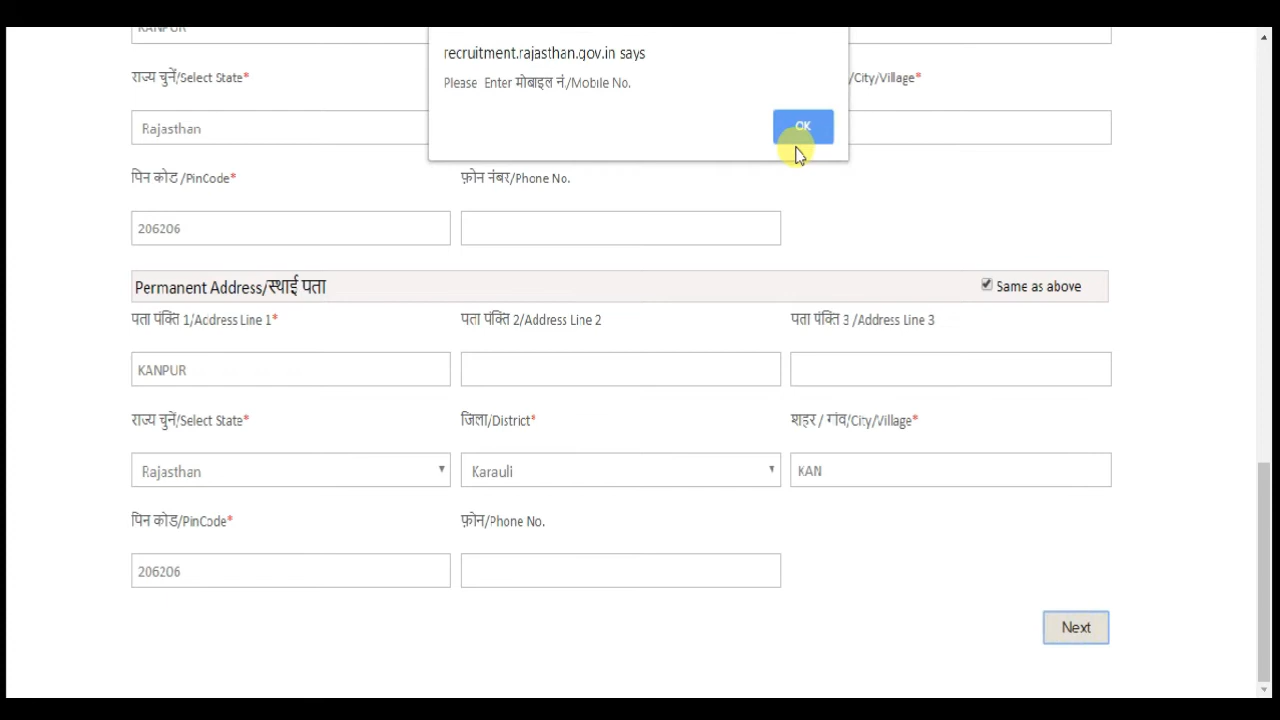 KANPUR
recruitment.rajasthan.gov.in says
Please Enter मोबाइल नं./Mobile No.
OK
राज्य चुनें/Select State*
/City/Village*
Rajasthan
पिन कोड /PinCode*
फ़ोन नंबर/Phone No.
206206
Permanent Address/स्थाई पता
Same as above
पता पंक्ति 1/Address Line 1*
पता पंक्ति 2/Address Line 2
पता पंक्ति 3 /Address Line 3
KANPUR
राज्य चुनें/Select State*
जिला/District*
शहर / गांव/City/Village*
Rajasthan
Karauli
KAN
पिन कोड/PinCode*
फ़ोन/Phone No.
206206
Next